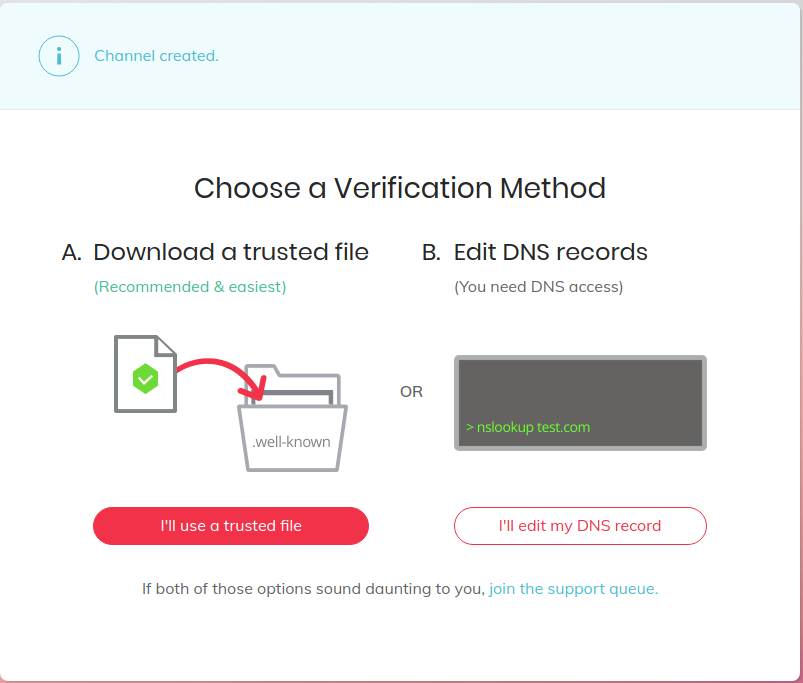 Channel created.
Choose a Verification Method
A. Download a trusted file
(Recommended & easiest)
.well-known
I'll use a trusted file
OR
B. Edit DNS records
(You need DNS access)
> nslookup test.com
I'll edit my DNS record
If both of those options sound daunting to you, join the support queue.